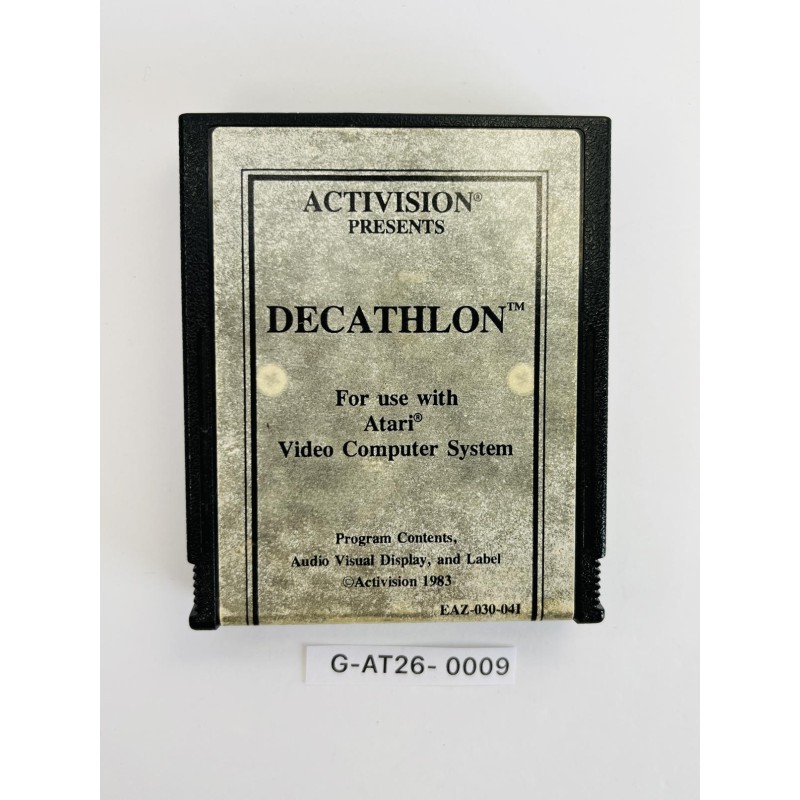 ACTIVISION®
PRESENTS
DECATHLON™
For use with
Atari®
Video Computer System
Program Contents,
Audio Visual Display, and Label
©Activision 1983
EAZ-030-04I
G-AT26-0009